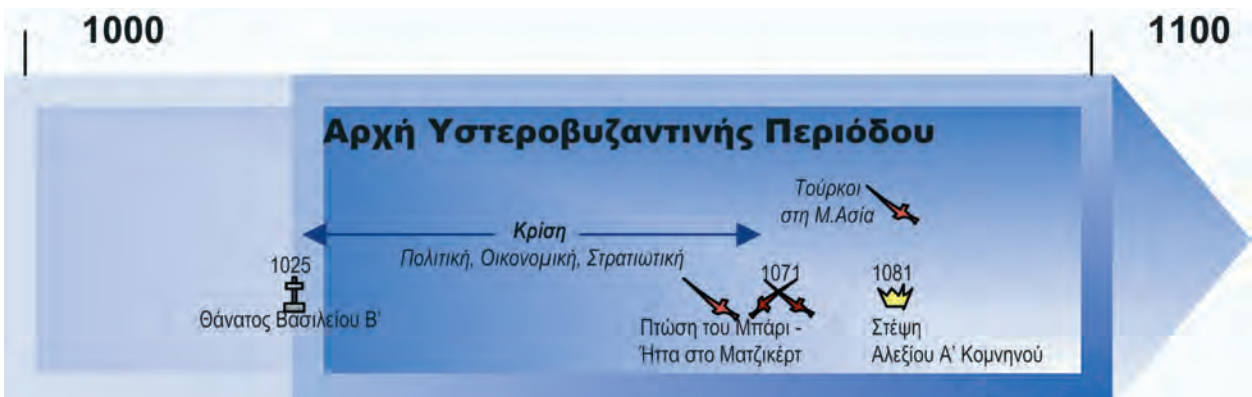 1000
1100
Αρχή Υστεροβυζαντινής Περιόδου
Τούρκοι
στη Μ.Ασία
Κρίση
Πολιτική, Οικονομική, Στρατιωτική
1025
Θάνατος Βασιλείου Β'
1071
Πτώση του Μπάρι -
Ήττα στο Ματζικέρτ
1081
Στέψη
Αλεξίου Α' Κομνηνού